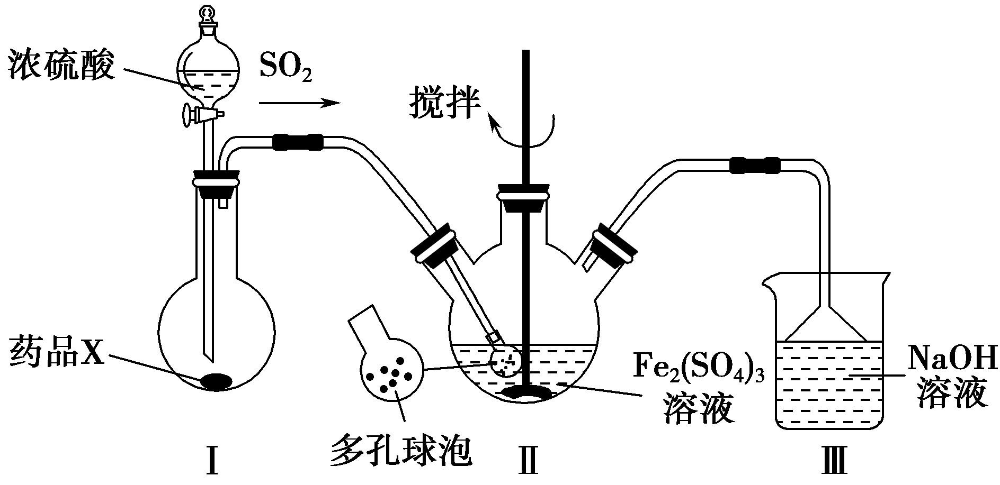 浓硫酸
SO₂
搅拌
药品X
多孔球泡
Fe₂(SO₄)₃
溶液
NaOH
溶液
Ⅰ
Ⅱ
Ⅲ